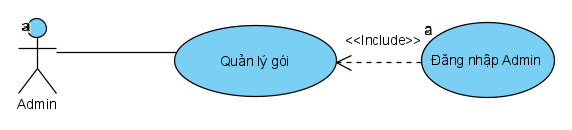 a
a
<<Include>>
Quản lý gói
Đăng nhập Admin
Admin